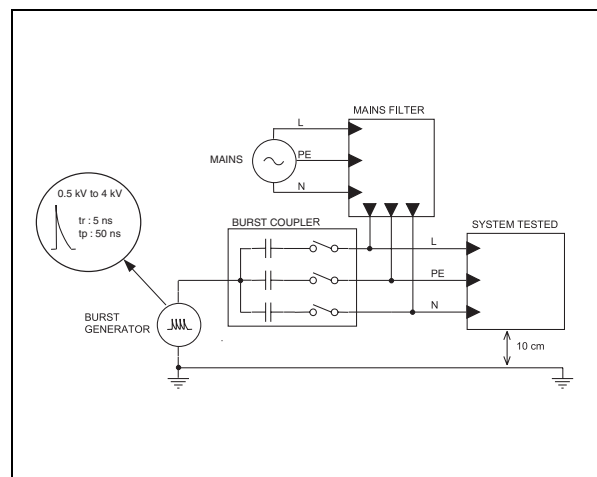 MAINS FILTER
L
MAINS
PE
N
0.5 kV to 4 kV
tr : 5 ns
tp : 50 ns
BURST COUPLER
SYSTEM TESTED
L
PE
N
BURST
GENERATOR
10 cm